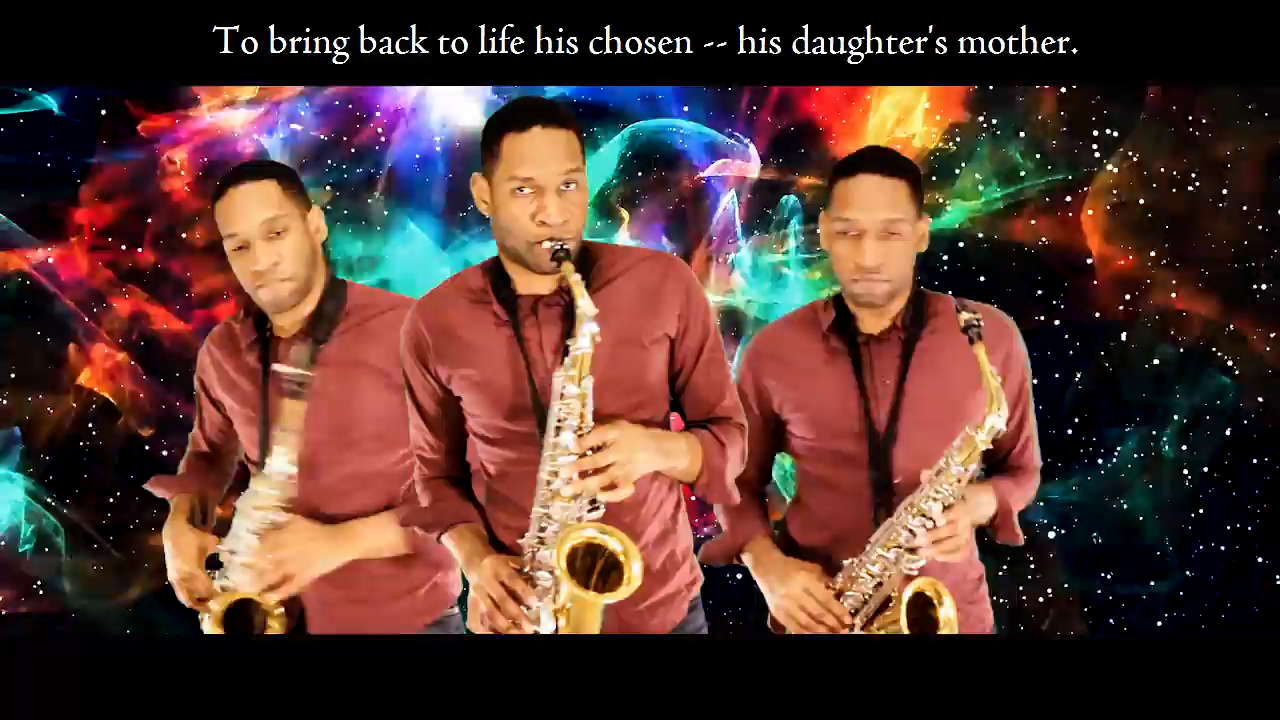 To bring back to life his chosen -- his daughter's mother.